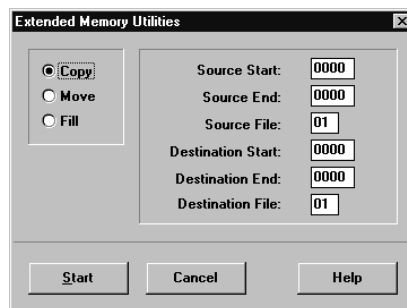 Extended Memory Utilities
Copy
Move
Fill
Source Start: 0000
Source End: 0000
Source File: 01
Destination Start: 0000
Destination End: 0000
Destination File: 01
Start Cancel Help